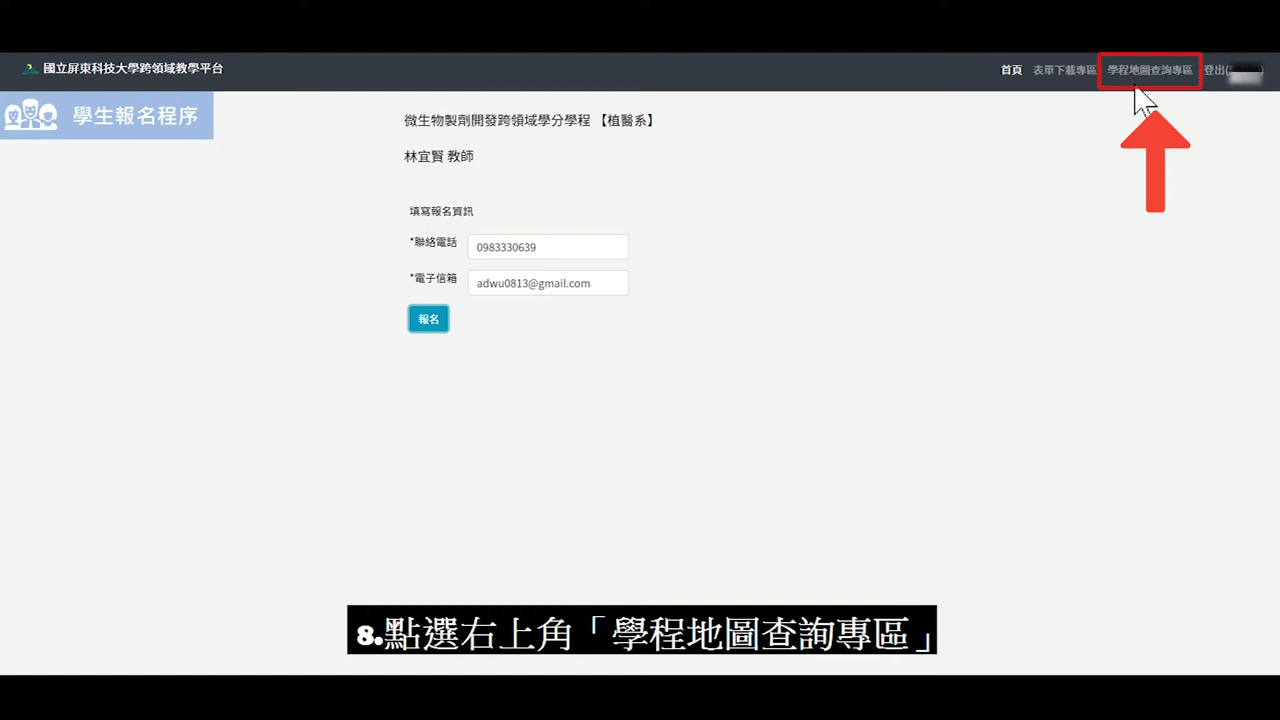 國立屏東科技大學跨領域教學平台
首頁 表單下載專區 學程地圖查詢專區 登出(
學生報名程序
微生物製劑開發跨領域學分學程 【植醫系】
林宜賢 教師
填寫報名資訊
*聯絡電話 0983330639
*電子信箱 adwu0813@gmail.com
報名
8.點選右上角「學程地圖查詢專區」